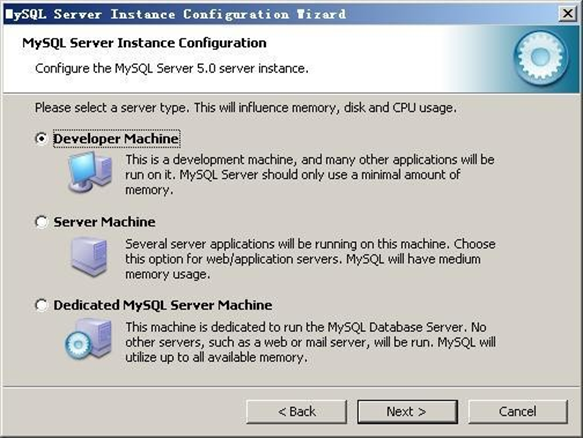 MySQL Server Instance Configuration Wizard
MySQL Server Instance Configuration
Configure the MySQL Server 5.0 server instance.
Please select a server type. This will influence memory, disk and CPU usage.
Developer Machine
This is a development machine, and many other applications will be
run on it. MySQL Server should only use a minimal amount of
memory.
Server Machine
Several server applications will be running on this machine. Choose
this option for web/application servers. MySQL will have medium
memory usage.
Dedicated MySQL Server Machine
This machine is dedicated to run the MySQL Database Server. No
other servers, such as a web or mail server, will be run. MySQL will
utilize up to all available memory.
< Back
Next >
Cancel